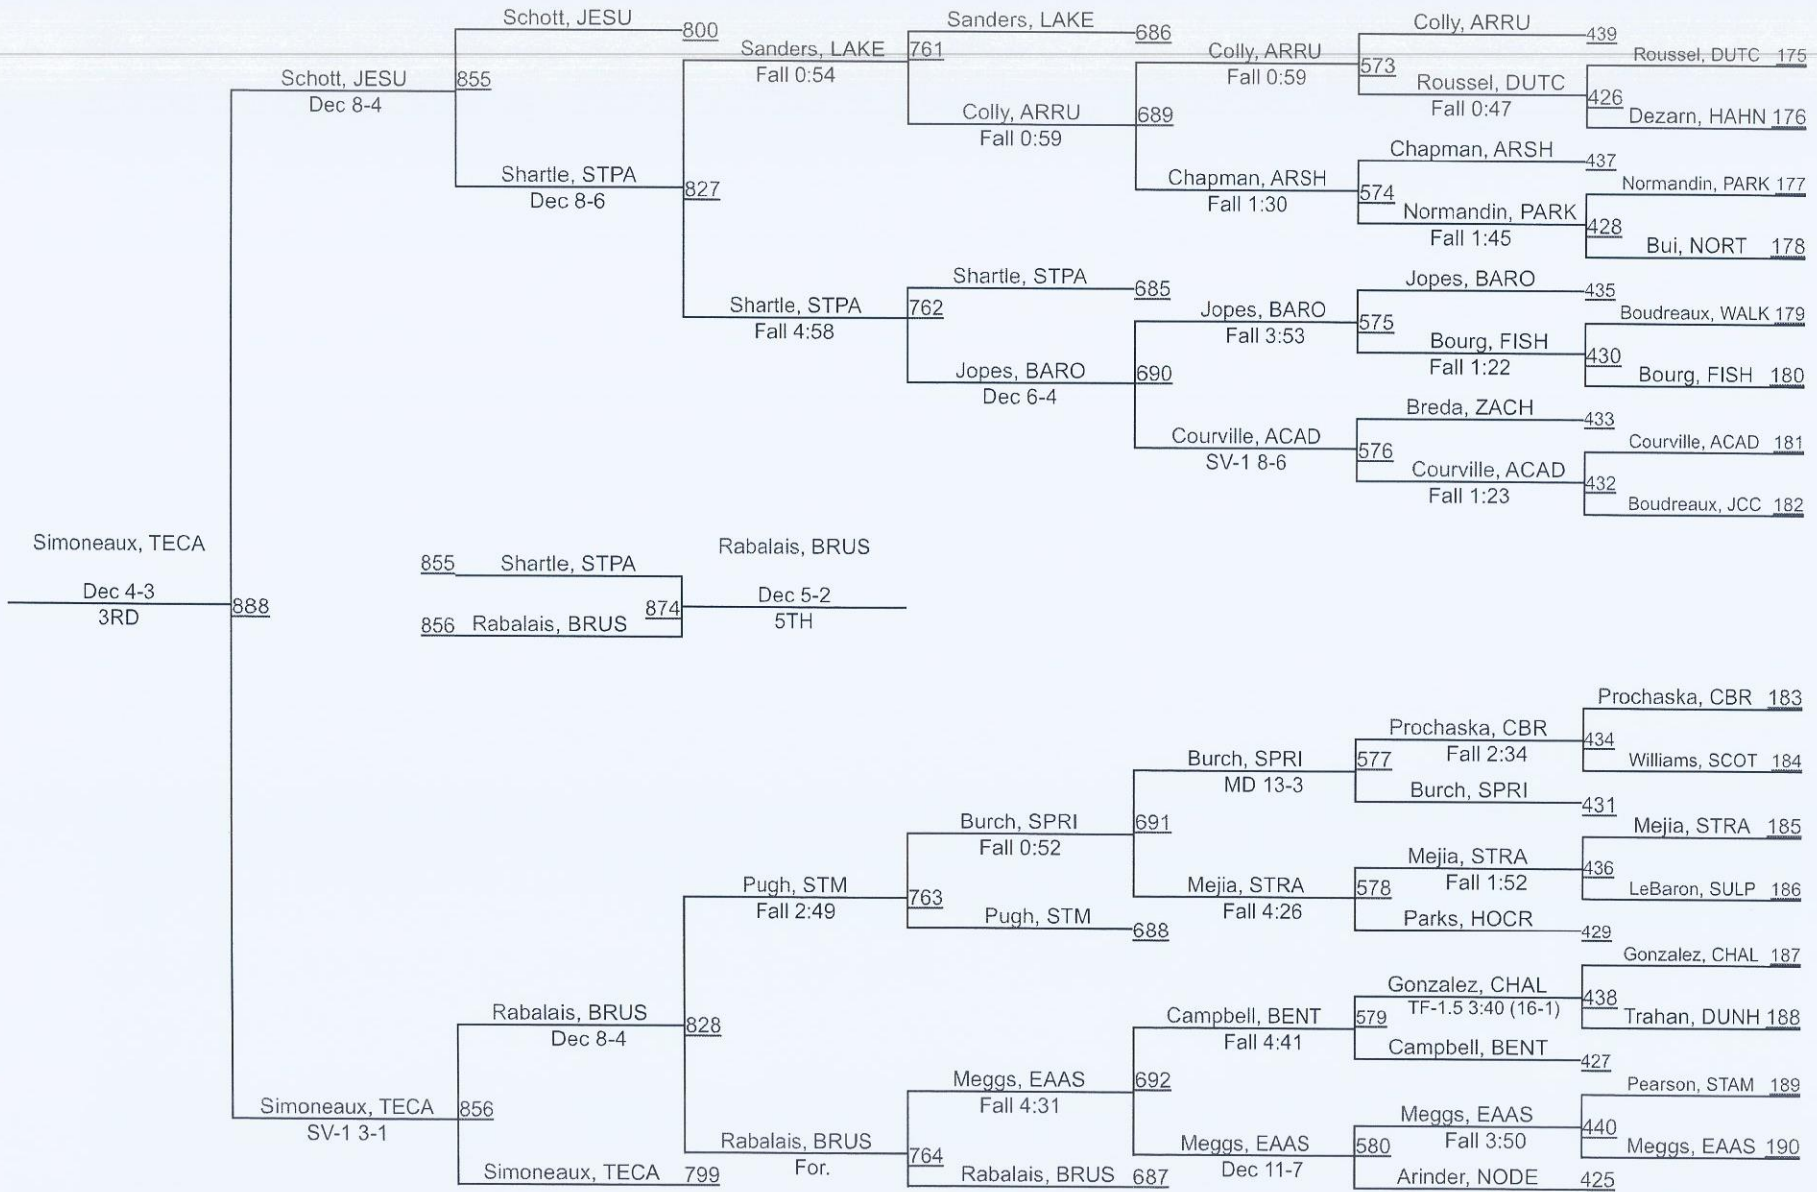 Schott, JESU
800
Sanders, LAKE
686
Colly, ARRU
439
Sanders, LAKE
761
Fall 0:54
Colly, ARRU
Fall 0:59
573
Roussel, DUTC 175
Schott, JESU
855
Dec 8-4
Roussel, DUTC
Fall 0:47
426
Dezarn, HAHN 176
Colly, ARRU
Fall 0:59
689
Chapman, ARSH
437
Shartle, STPA
Dec 8-6
827
Chapman, ARSH
Fall 1:30
574
Normandin, PARK 177
Normandin, PARK
Fall 1:45
428
Bui, NORT 178
Shartle, STPA
685
Jopes, BARO
435
Shartle, STPA
Fall 4:58
762
Jopes, BARO
Fall 3:53
575
Boudreaux, WALK 179
Bourg, FISH
Fall 1:22
430
Bourg, FISH 180
Jopes, BARO
Dec 6-4
690
Breda, ZACH
433
Courville, ACAD
SV-1 8-6
576
Courville, ACAD 181
Courville, ACAD
Fall 1:23
432
Boudreaux, JCC 182
Simoneaux, TECA
Dec 4-3
3RD
888
855 Shartle, STPA
856 Rabalais, BRUS
874
Rabalais, BRUS
Dec 5-2
5TH
Prochaska, CBR 183
Prochaska, CBR
Fall 2:34
434
Williams, SCOT 184
Burch, SPRI
MD 13-3
577
Burch, SPRI
431
Burch, SPRI
Fall 0:52
691
Mejia, STRA 185
Mejia, STRA
Fall 1:52
436
LeBaron, SULP 186
Pugh, STM
Fall 2:49
763
Mejia, STRA
Fall 4:26
578
Pugh, STM
688
Parks, HOCR
429
Gonzalez, CHAL 187
Gonzalez, CHAL
TF-1.5 3:40 (16-1)
438
Trahan, DUNH 188
Rabalais, BRUS
Dec 8-4
828
Campbell, BENT
Fall 4:41
579
Campbell, BENT
427
Meggs, EAAS
Fall 4:31
692
Pearson, STAM 189
Simoneaux, TECA
SV-1 3-1
856
Meggs, EAAS
Fall 3:50
440
Meggs, EAAS 190
Rabalais, BRUS
For.
764
Meggs, EAAS
Dec 11-7
580
Simoneaux, TECA
799
Rabalais, BRUS
687
Arinder, NODE
425